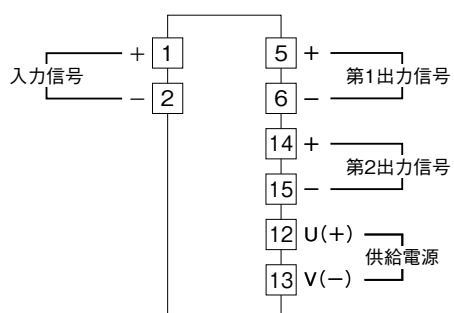 + 1
入力信号
− 2
5 +
第1出力信号
6 −
14 +
第2出力信号
15 −
12 U(+)
供給電源
13 V(−)